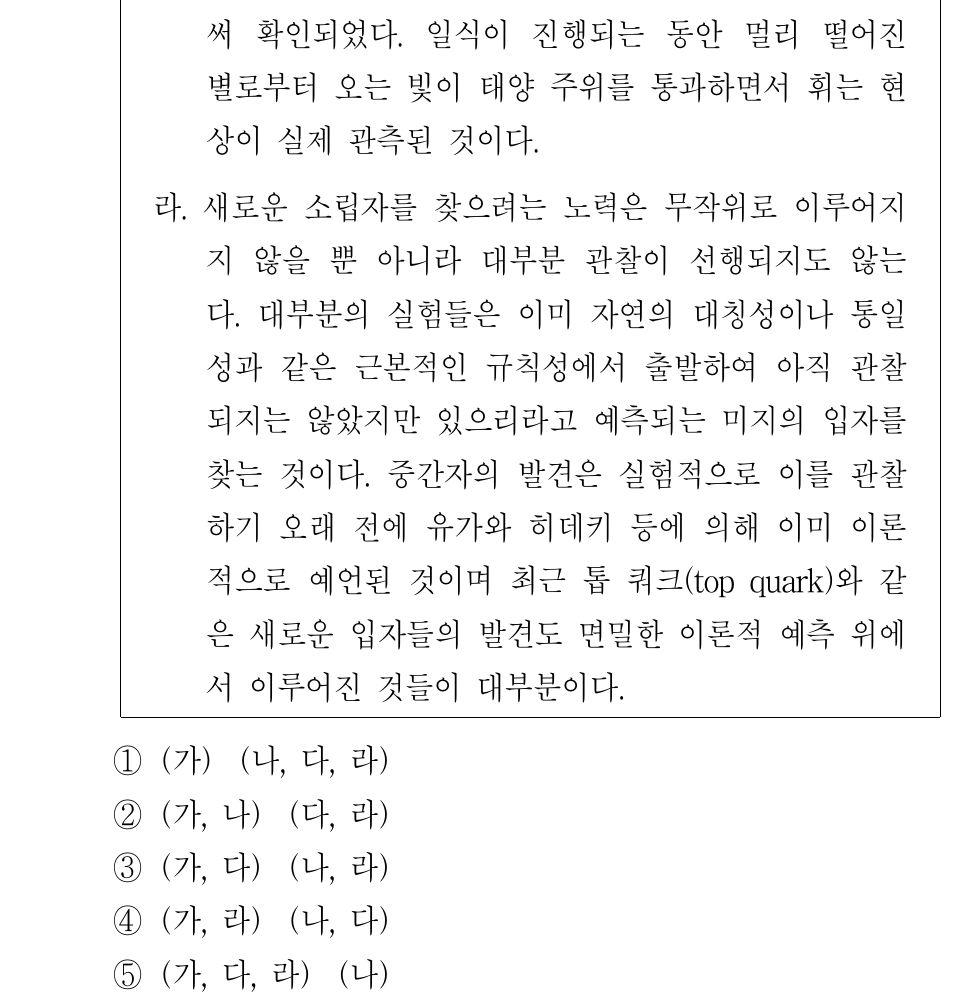 써 확인되었다. 일식이 진행되는 동안 멀리 떨어진
별로부터 오는 빛이 태양 주위를 통과하면서 휘는 현
상이 실제 관측된 것이다.
라. 새로운 소립자를 찾으려는 노력은 무작위로 이루어지
지 않을 뿐 아니라 대부분 관찰이 선행되지도 않는
다. 대부분의 실험들은 이미 자연의 대칭성이나 통일
성과 같은 근본적인 규칙성에서 출발하여 아직 관찰
되지는 않았지만 있으리라고 예측되는 미지의 입자를
찾는 것이다. 중간자의 발견은 실험적으로 이를 관찰
하기 오래 전에 유가와 히데키 등에 의해 이미 이론
적으로 예언된 것이며 최근 톱 쿼크(top quark)와 같
은 새로운 입자들의 발견도 면밀한 이론적 예측 위에
서 이루어진 것들이 대부분이다.
① (가) (나, 다, 라)
② (가, 나) (다, 라)
③ (가, 다) (나, 라)
④ (가, 라) (나, 다)
⑤ (가, 다, 라) (나)